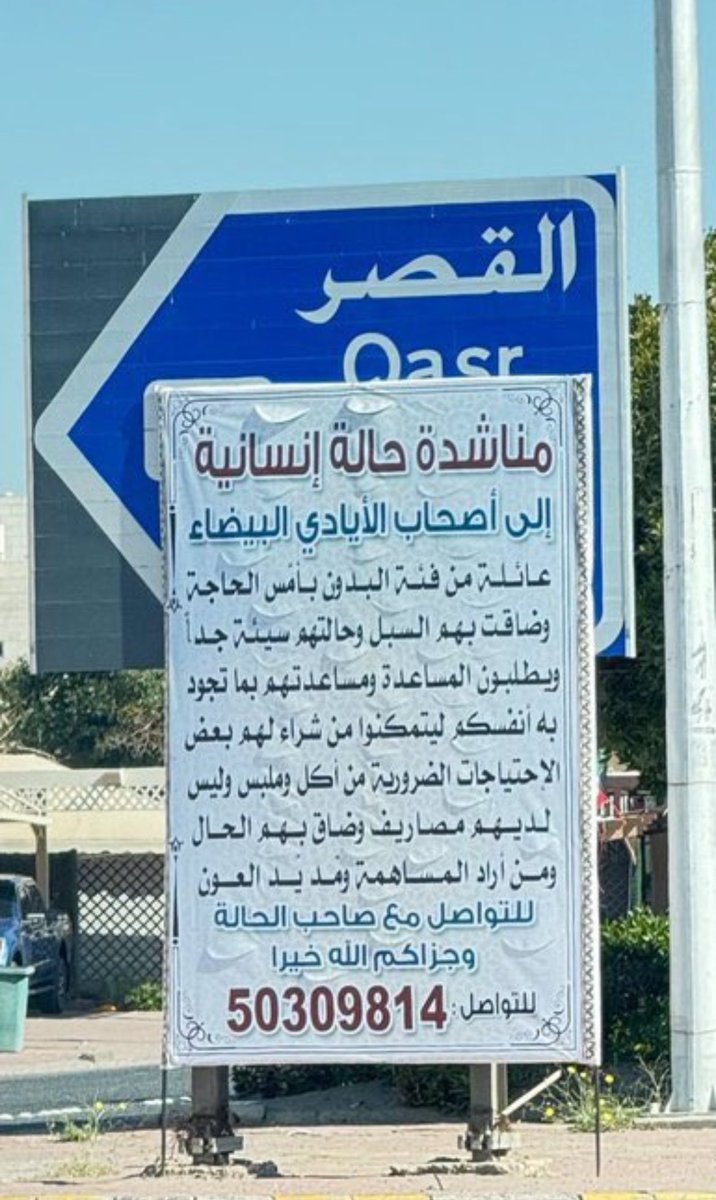 القصر
Qasr
مناشدة حالة إنسانية
إلى أصحاب الأيادي البيضاء
عائلة من فئة البدون بأمس الحاجة
وضاقت بهم السبل وحالتهم سيئة جداً
ويطلبون المساعدة ومساعدتهم بما تجود
به أنفسكم ليتمكنوا من شراء لهم بعض
الإحتياجات الضرورية من أكل وملبس وليس
لديهم مصاريف وضاق بهم الحال
ومن أراد المساهمة ومَد يَد العون
للتواصل مع صاحب الحالة
وجزاكم الله خيرا
للتواصل: 50309814